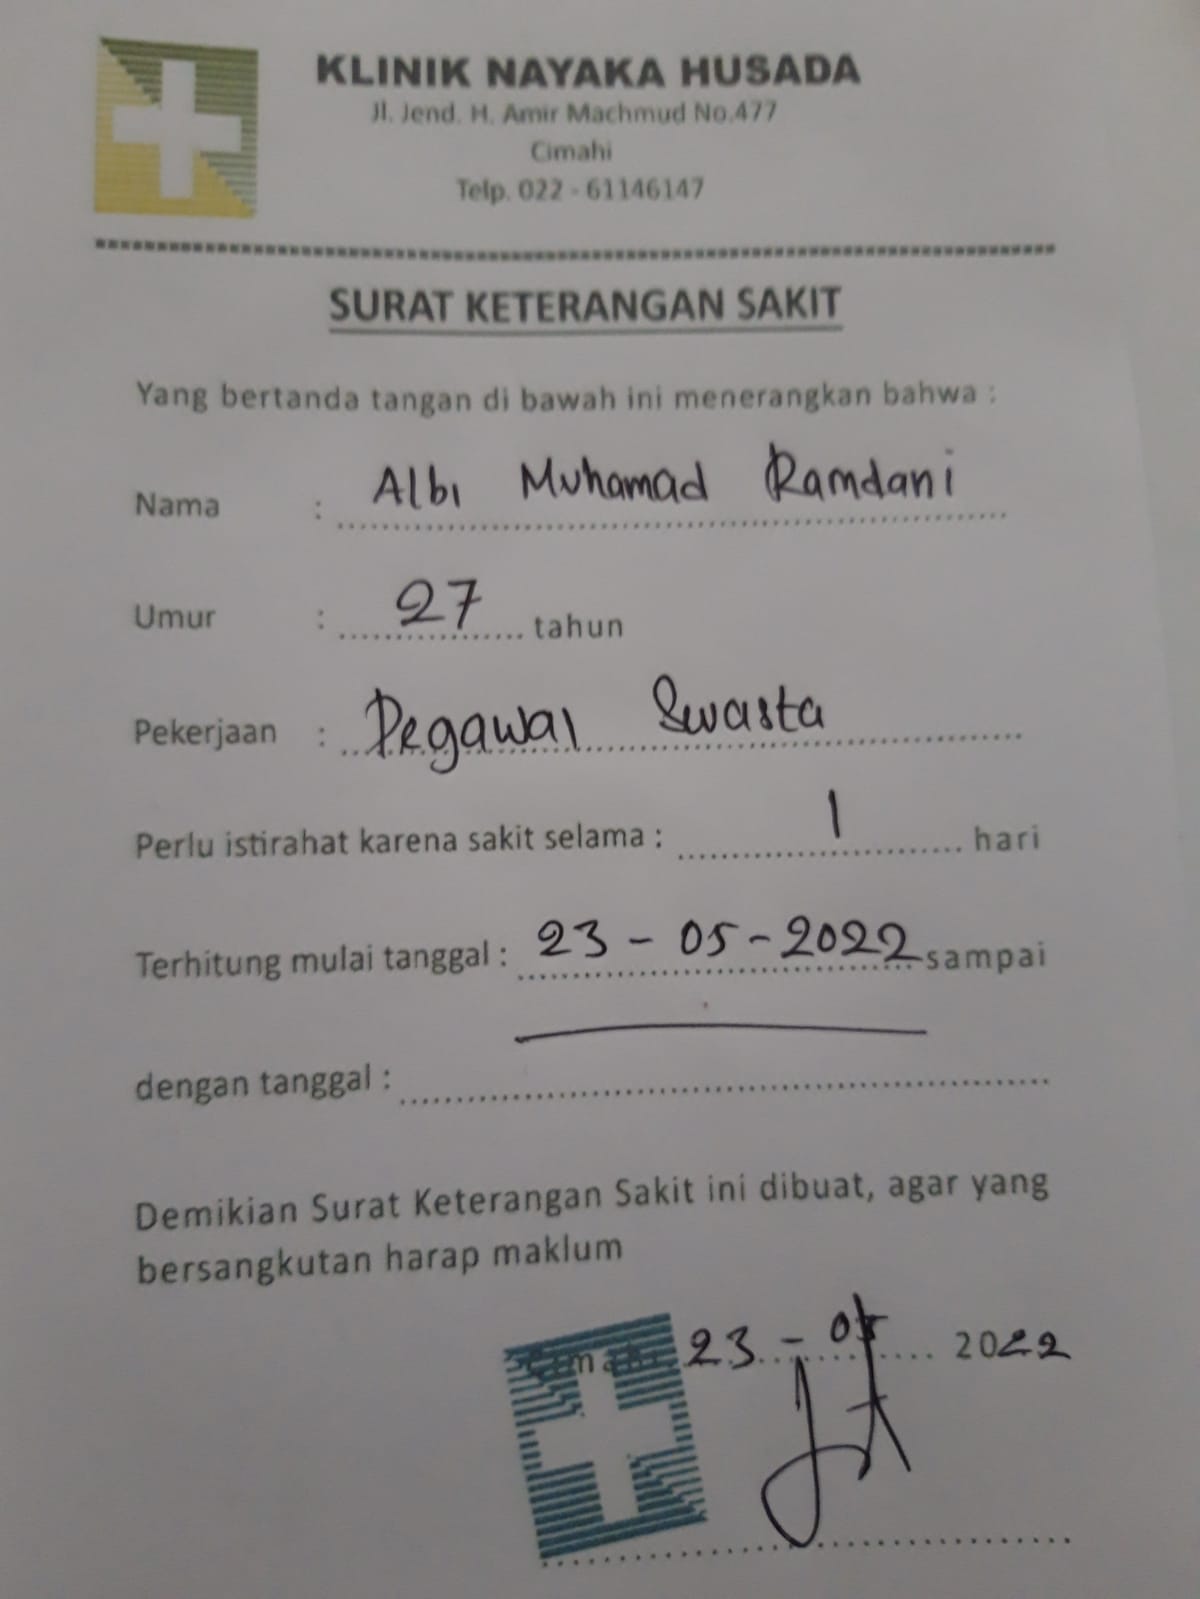 KLINIK NAYAKA HUSADA
Jl. Jend. H. Amir Machmud No.477
Cimahi
Telp. 022 - 61146147
SURAT KETERANGAN SAKIT
Yang bertanda tangan di bawah ini menerangkan bahwa :
Nama : Albi Muhamad Ramdani
Umur : 27 tahun
Pekerjaan : Pegawai Swasta
Perlu istirahat karena sakit selama : 1 hari
Terhitung mulai tanggal : 23 - 05 - 2022 sampai
dengan tanggal :
Demikian Surat Keterangan Sakit ini dibuat, agar yang
bersangkutan harap maklum
Cimahi, 23 - 05 2022